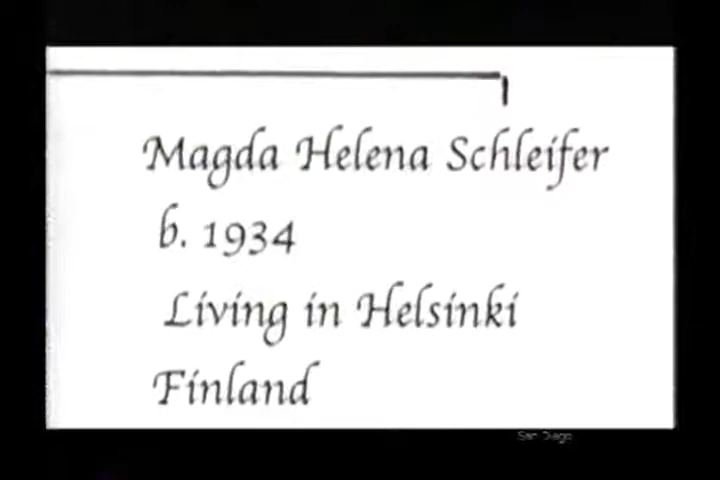 Magda Helena Schleifer
b. 1934
Living in Helsinki
Finland
San Diego